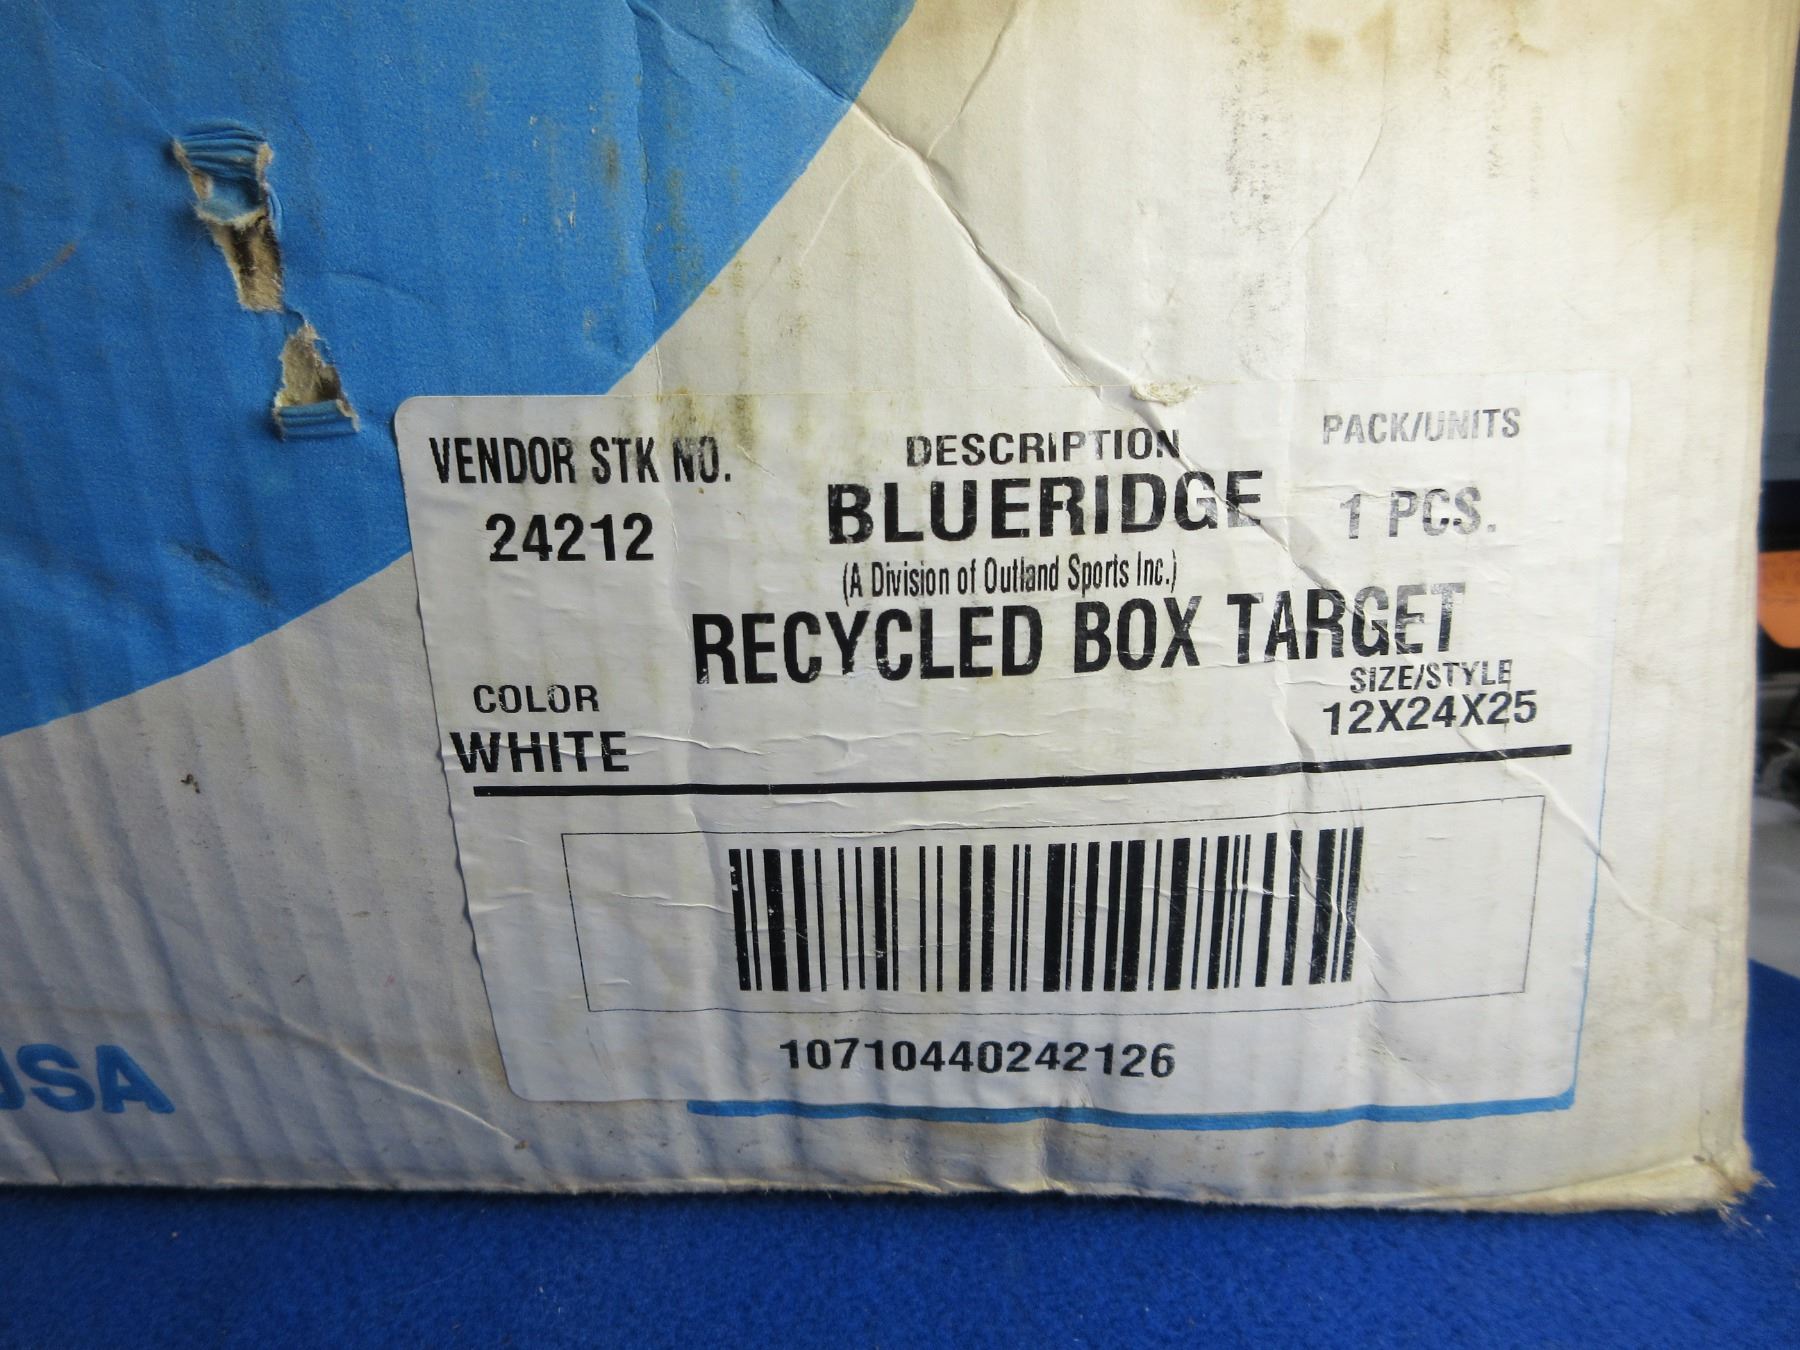 VENDOR STK NO.
24212
DESCRIPTION
BLUERIDGE
(A Division of Outland Sports Inc.)
RECYCLED BOX TARGET
PACK/UNITS
1 PCS.
COLOR
WHITE
SIZE/STYLE
12X24X25
10710440242126
USA